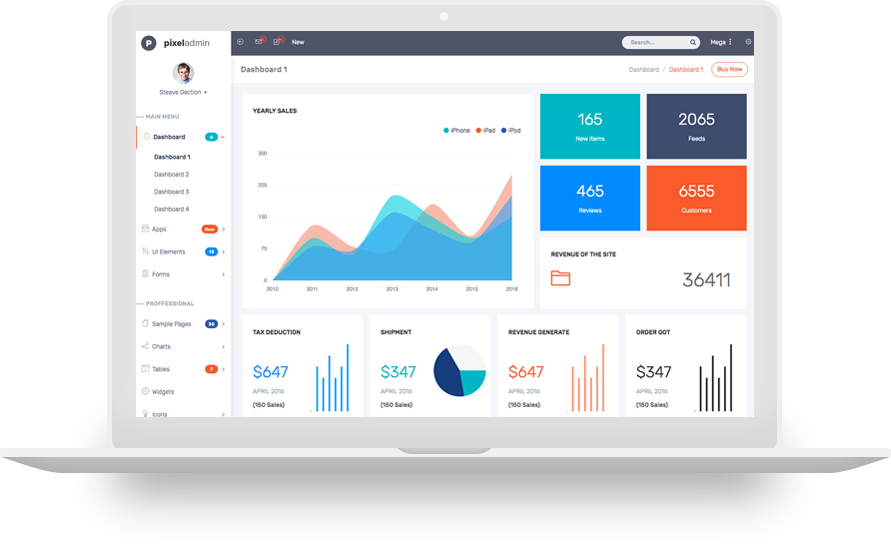 P pixeladmin
New
Search...
Mega
Steave Gection
Dashboard 1
Dashboard / Dashboard 1
Buy Now
MAIN MENU
Dashboard 4
Dashboard 1
Dashboard 2
Dashboard 3
Dashboard 4
Apps New
UI Elements
Forms
PROFFESSIONAL
Sample Pages 30
Charts
Tables 7
Widgets
Icons
YEARLY SALES
iPhone iPad iPod
300
225
150
75
0
2010 2011 2012 2013 2014 2015 2016
165
New items
2065
Feeds
465
Reviews
6555
Customers
REVENUE OF THE SITE
36411
TAX DEDUCTION
$647
APRIL 2016
(150 Sales)
SHIPMENT
$347
APRIL 2016
(150 Sales)
REVENUE GENERATE
$647
APRIL 2016
(150 Sales)
ORDER GOT
$347
APRIL 2016
(150 Sales)